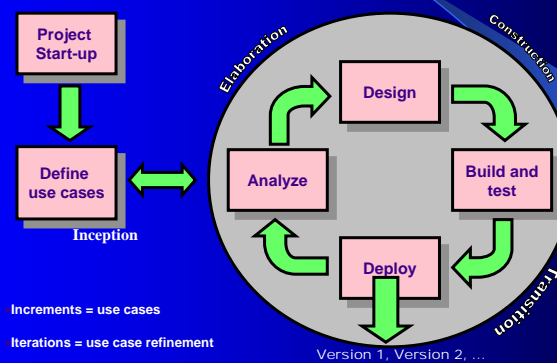 Project
Start-up
Elaboration
Construction
Design
Define
use cases
Analyze
Build and
test
Inception
Deploy
Transition
Increments = use cases
Iterations = use case refinement
Version 1, Version 2, ...